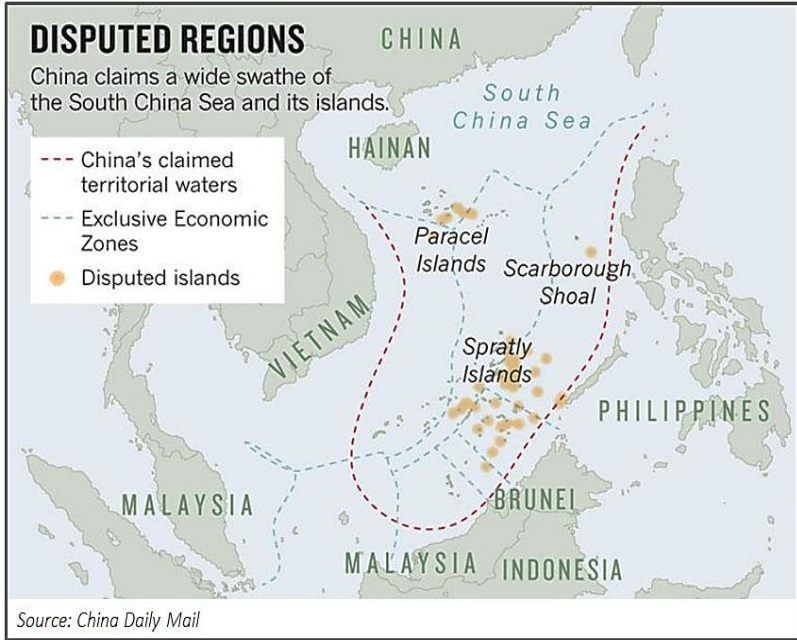 DISPUTED REGIONS
China claims a wide swathe of
the South China Sea and its islands.
China's claimed
territorial waters
Exclusive Economic
Zones
Disputed islands
CHINA
South
China Sea
HAINAN
Paracel
Islands
Scarborough
Shoal
VIETNAM
Spratly
Islands
PHILIPPINES
MALAYSIA
BRUNEI
MALAYSIA
INDONESIA
Source: China Daily Mail